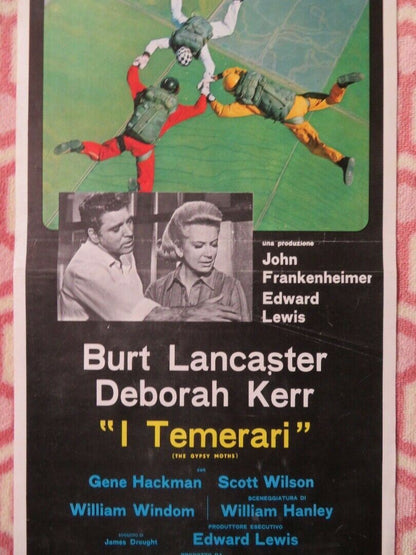 una produzione
John
Frankenheimer
Edward
Lewis
Burt Lancaster
Deborah Kerr
"I Temerari"
(THE GYPSY MOTHS)
con
Gene Hackman Scott Wilson
SCENEGGIATURA DI
William Windom William Hanley
PRODUTTORE ESECUTIVO
James Drought Edward Lewis